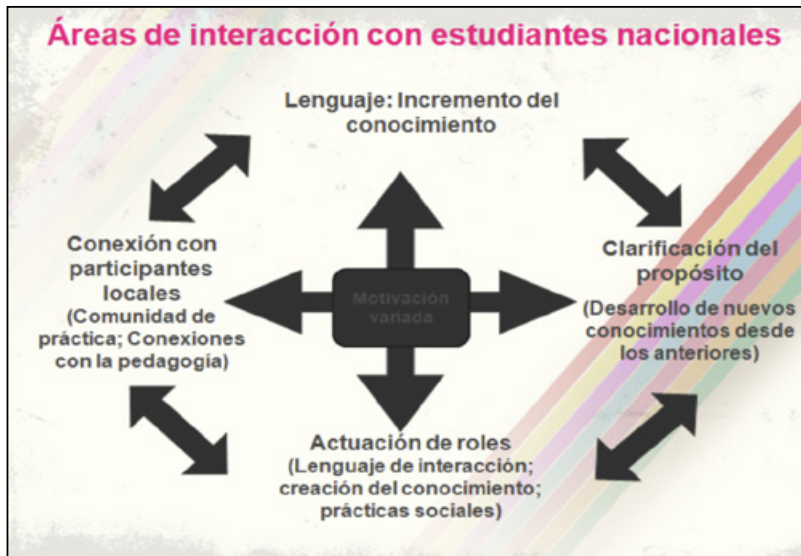 Áreas de interacción con estudiantes nacionales
Lenguaje: Incremento del
conocimiento
Conexión con
participantes
locales
(Comunidad de
práctica; Conexiones
con la pedagogía)
Motivación
variada
Clarificación del
propósito
(Desarrollo de nuevos
conocimientos desde
los anteriores)
Actuación de roles
(Lenguaje de interacción;
creación del conocimiento;
prácticas sociales)